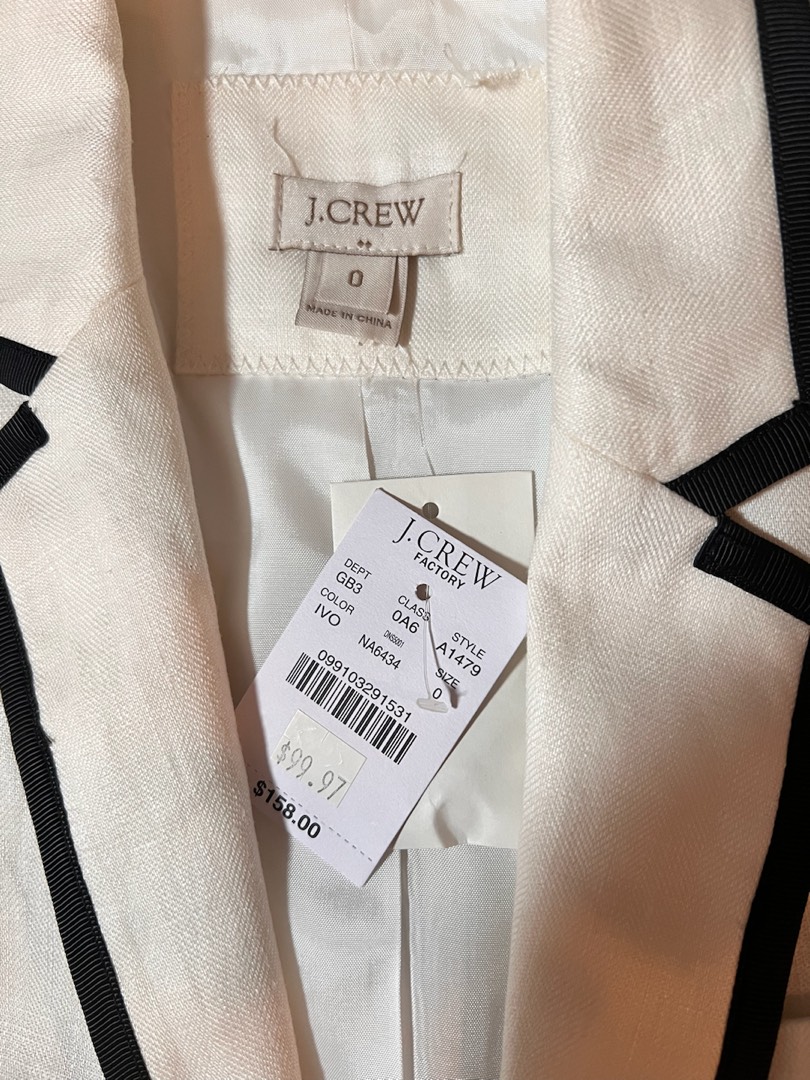 J.CREW
0
MADE IN CHINA
J.CREW
FACTORY
DEPT CLASS STYLE
GB3 0A6 A1479
COLOR DNS001 SIZE
IVO NA6434 0
099103291531
$99.97
$158.00